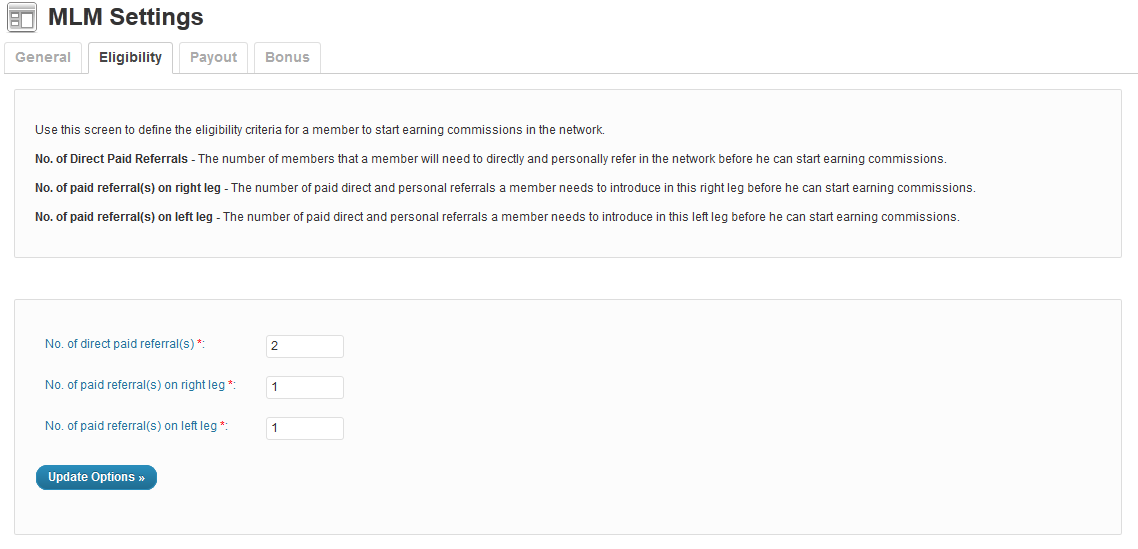 MLM Settings
General Eligibility Payout Bonus
Use this screen to define the eligibility criteria for a member to start earning commissions in the network.
No. of Direct Paid Referrals - The number of members that a member will need to directly and personally refer in the network before he can start earning commissions.
No. of paid referral(s) on right leg - The number of paid direct and personal referrals a member needs to introduce in this right leg before he can start earning commissions.
No. of paid referral(s) on left leg - The number of paid direct and personal referrals a member needs to introduce in this left leg before he can start earning commissions.
No. of direct paid referral(s) *: 2
No. of paid referral(s) on right leg *: 1
No. of paid referral(s) on left leg *: 1
Update Options »